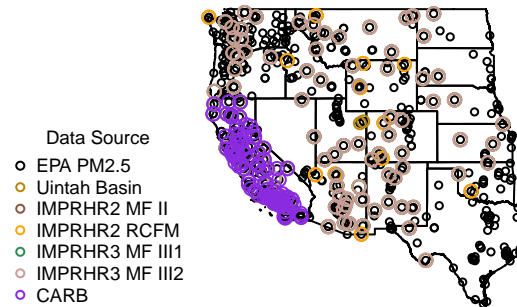 Data Source
EPA PM2.5
Uintah Basin
IMPRHR2 MF II
IMPRHR2 RCFM
IMPRHR3 MF III1
IMPRHR3 MF III2
CARB